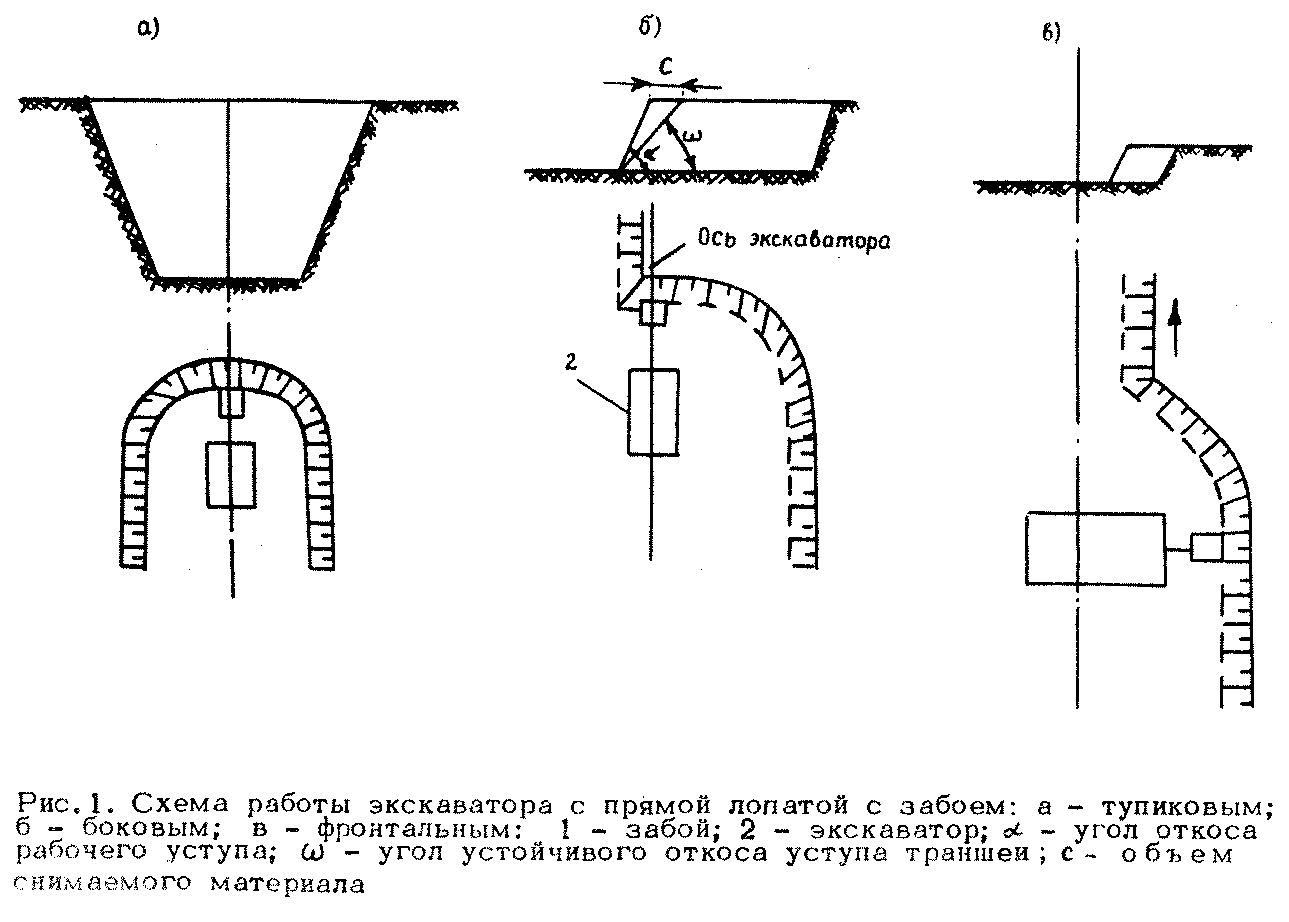 а)
б)
в)
С
ω
α
Ось экскаватора
2
Рис.1. Схема работы экскаватора с прямой лопатой с забоем: а - тупиковым;
б - боковым; в - фронтальным: 1 - забой; 2 - экскаватор; α - угол откоса
рабочего уступа; ω - угол устойчивого откоса уступа траншеи; с - объем
снимаемого материала